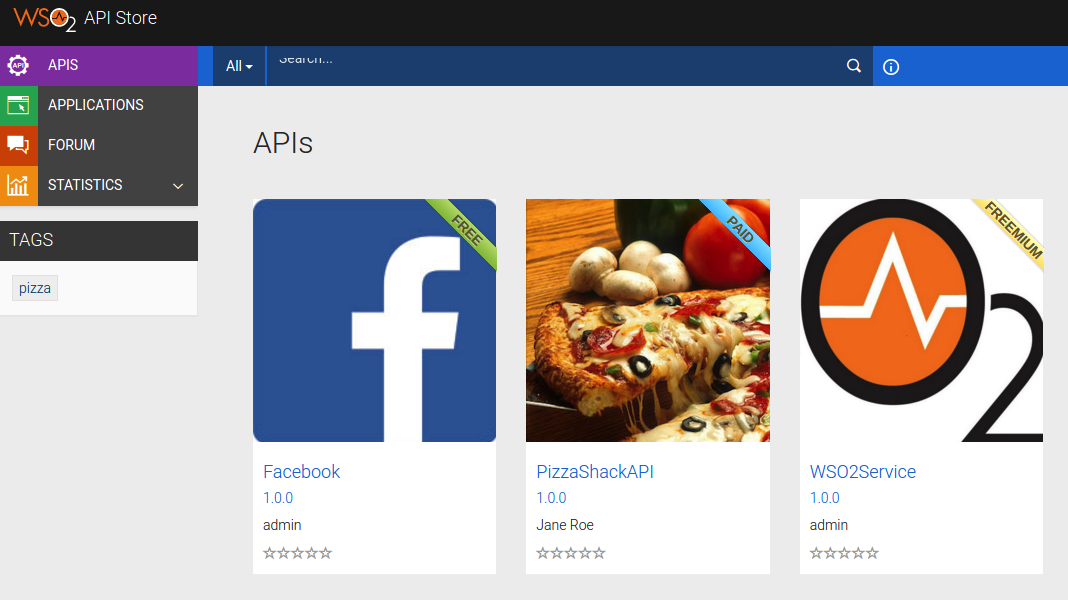 WSO2 API Store
APIS
APPLICATIONS
FORUM
STATISTICS
TAGS
pizza
All
Search...
APIs
FREE
Facebook
1.0.0
admin
PAID
PizzaShackAPI
1.0.0
Jane Roe
FREEMIUM
WSO2Service
1.0.0
admin